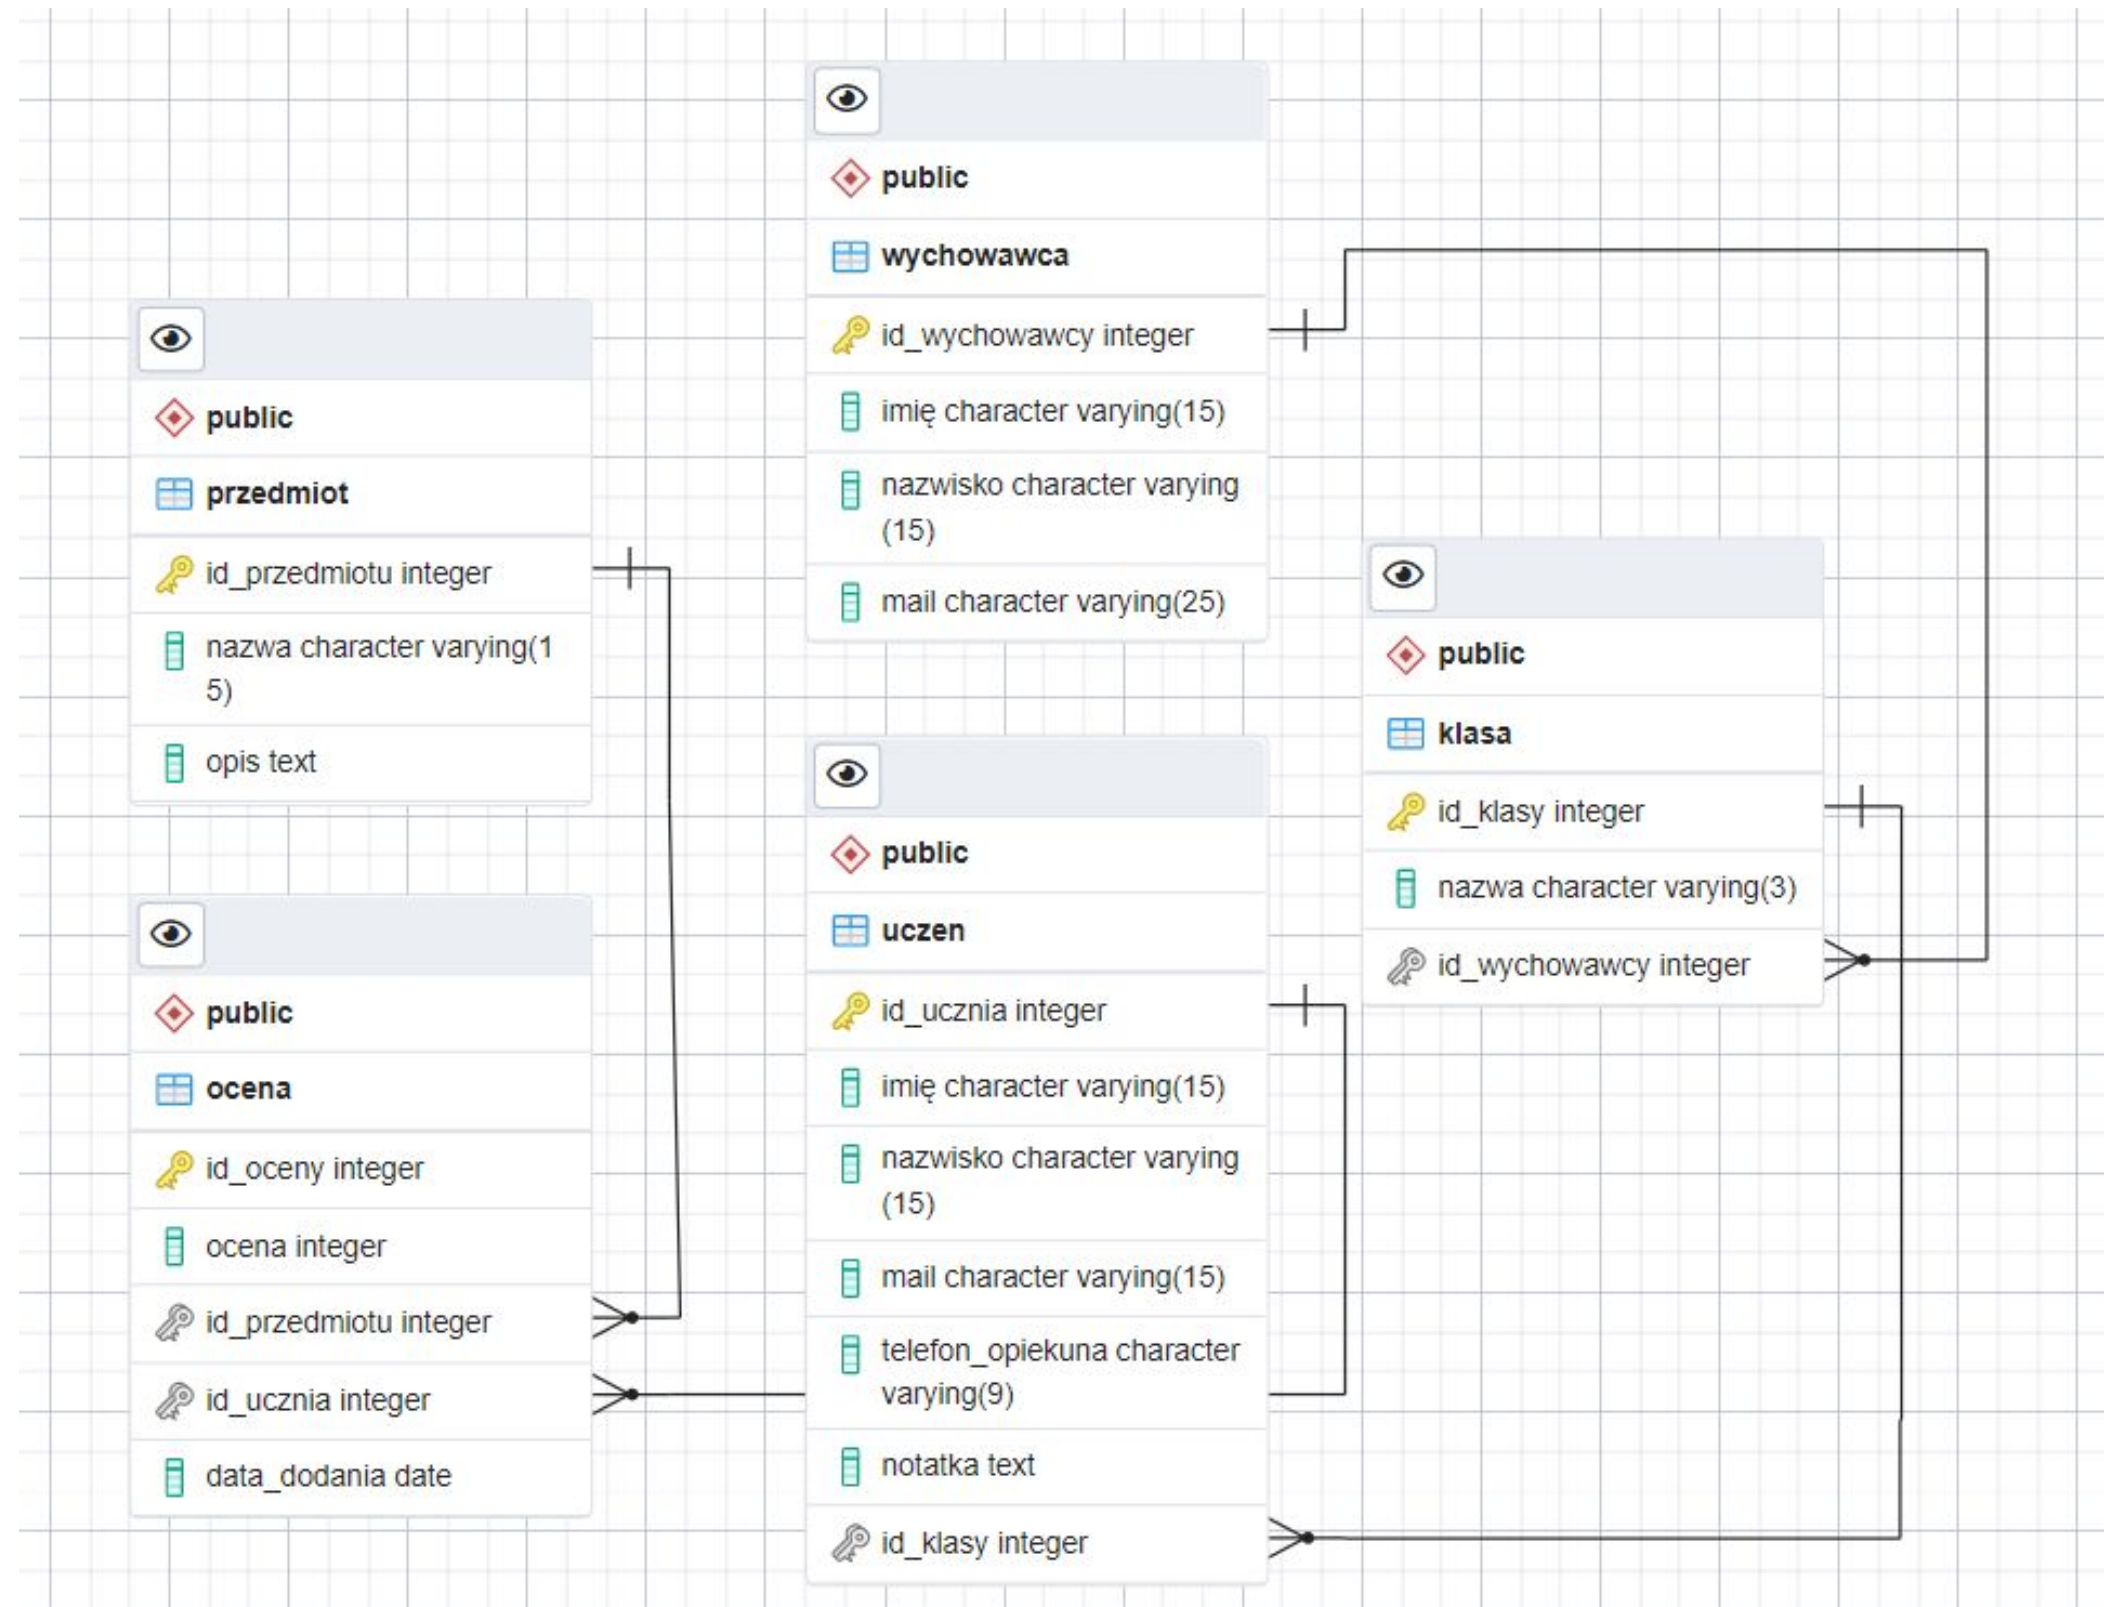 public
wychowawca
id_wychowawcy integer
imię character varying(15)
nazwisko character varying
(15)
mail character varying(25)
public
przedmiot
id_przedmiotu integer
nazwa character varying(1
5)
opis text
public
klasa
id_klasy integer
nazwa character varying(3)
id_wychowawcy integer
public
uczen
id_ucznia integer
imię character varying(15)
nazwisko character varying
(15)
mail character varying(15)
telefon_opiekuna character
varying(9)
notatka text
id_klasy integer
public
ocena
id_oceny integer
ocena integer
id_przedmiotu integer
id_ucznia integer
data_dodania date